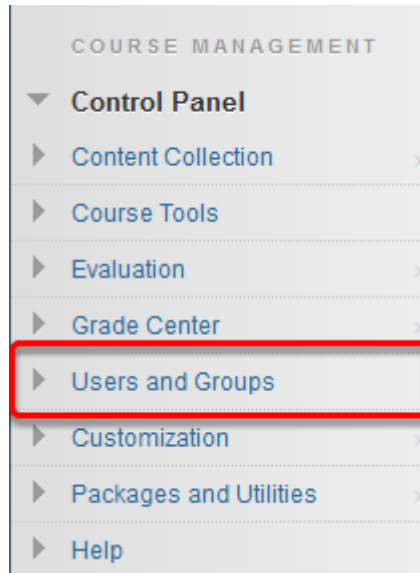 COURSE MANAGEMENT
Control Panel
Content Collection
Course Tools
Evaluation
Grade Center
Users and Groups
Customization
Packages and Utilities
Help